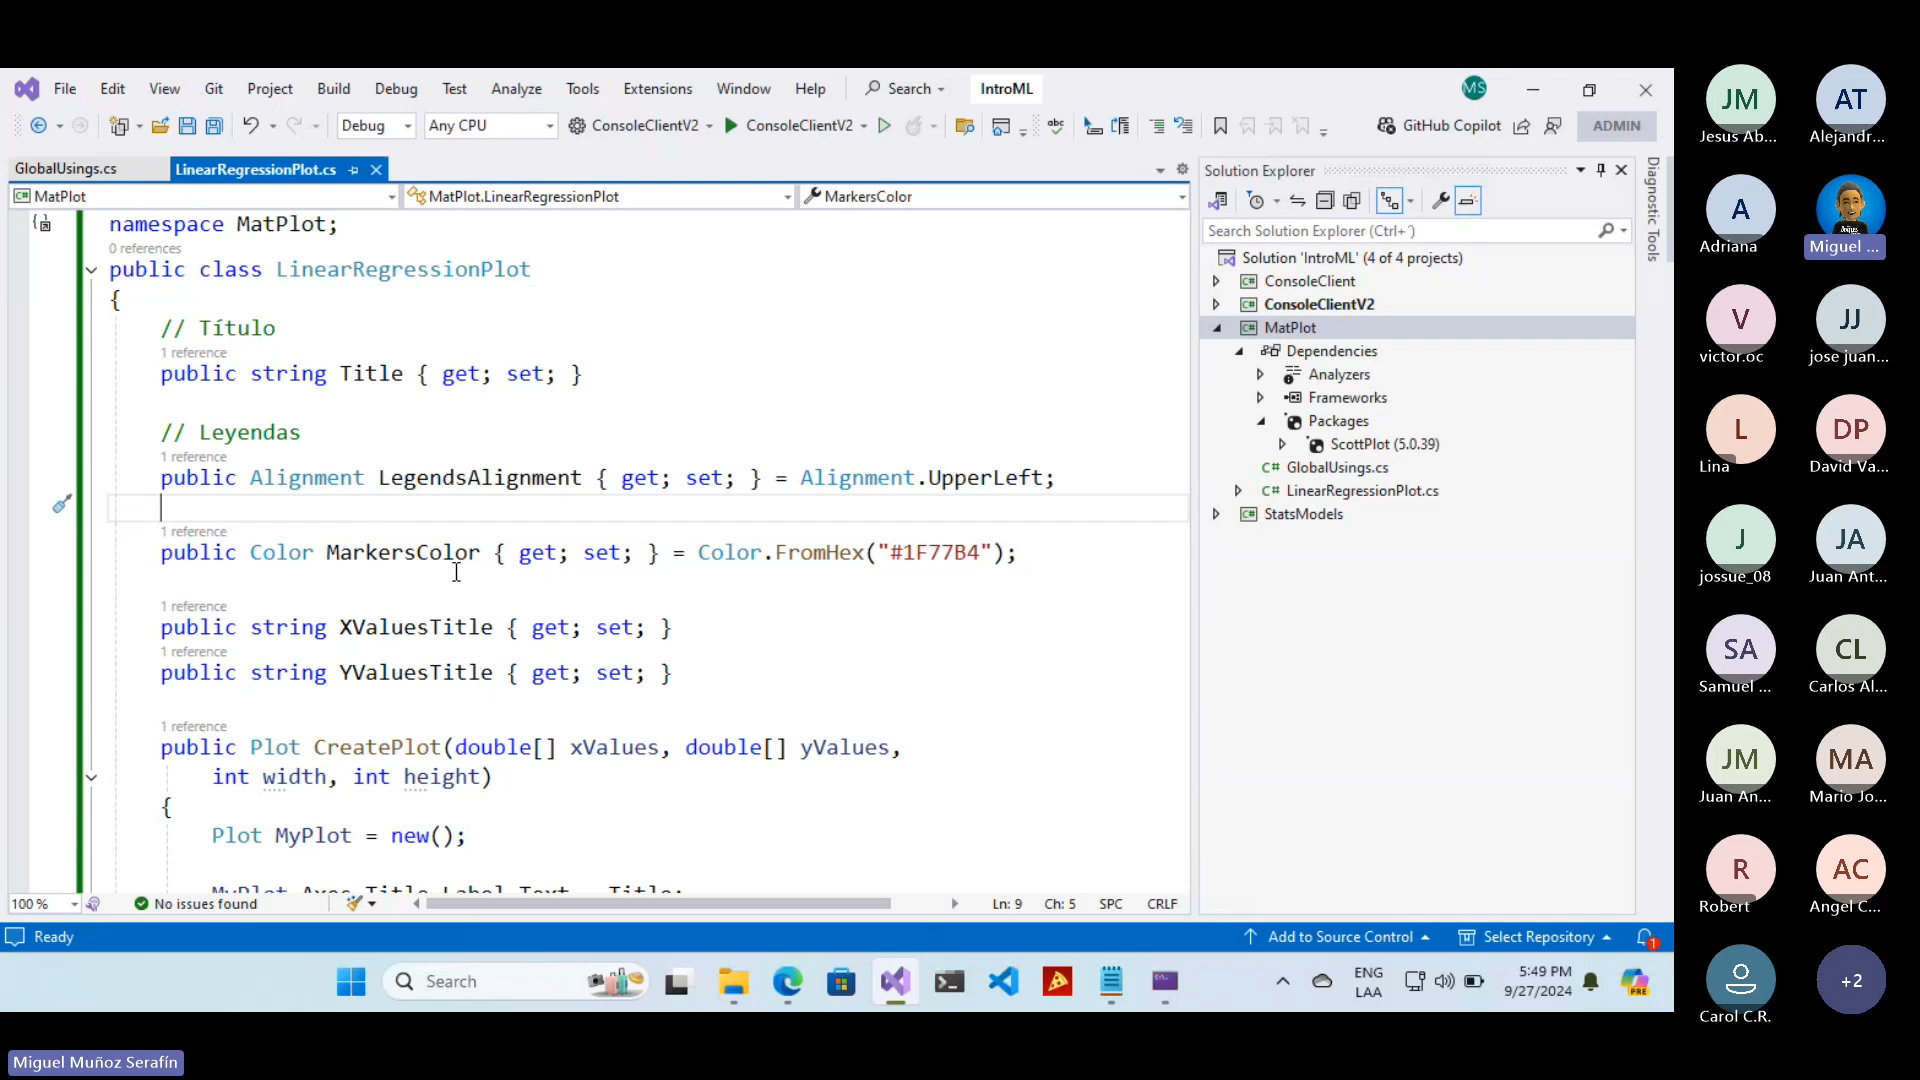 File Edit View Git Project Build Debug Test Analyze Tools Extensions Window Help Search IntroML MS
Debug Any CPU ConsoleClientV2 ConsoleClientV2 GitHub Copilot ADMIN
GlobalUsings.cs LinearRegressionPlot.cs
MatPlot MatPlot.LinearRegressionPlot MarkersColor
namespace MatPlot;
0 references
public class LinearRegressionPlot
{
// Título
1 reference
public string Title { get; set; }
// Leyendas
1 reference
public Alignment LegendsAlignment { get; set; } = Alignment.UpperLeft;
1 reference
public Color MarkersColor { get; set; } = Color.FromHex("#1F77B4");
1 reference
public string XValuesTitle { get; set; }
1 reference
public string YValuesTitle { get; set; }
1 reference
public Plot CreatePlot(double[] xValues, double[] yValues,
int width, int height)
{
Plot MyPlot = new();
MyPlot.Axes.Title.Label.Text = Title;
100 % No issues found Ln: 9 Ch: 5 SPC CRLF
Solution Explorer
Search Solution Explorer (Ctrl+´)
Solution 'IntroML' (4 of 4 projects)
ConsoleClient
ConsoleClientV2
MatPlot
Dependencies
Analyzers
Frameworks
Packages
ScottPlot (5.0.39)
GlobalUsings.cs
LinearRegressionPlot.cs
StatsModels
Diagnostic Tools
Ready Add to Source Control Select Repository 1
Search ENG
LAA
5:49 PM
9/27/2024
PRE
JM AT
Jesus Ab... Alejandr...
A
Adriana Miguel ...
V JJ
victor.oc jose juan...
L DP
Lina David Va...
J JA
jossue_08 Juan Ant...
SA CL
Samuel ... Carlos Al...
JM MA
Juan An... Mario Jo...
R AC
Robert Angel C...
+2
Carol C.R.
Miguel Muñoz Serafín